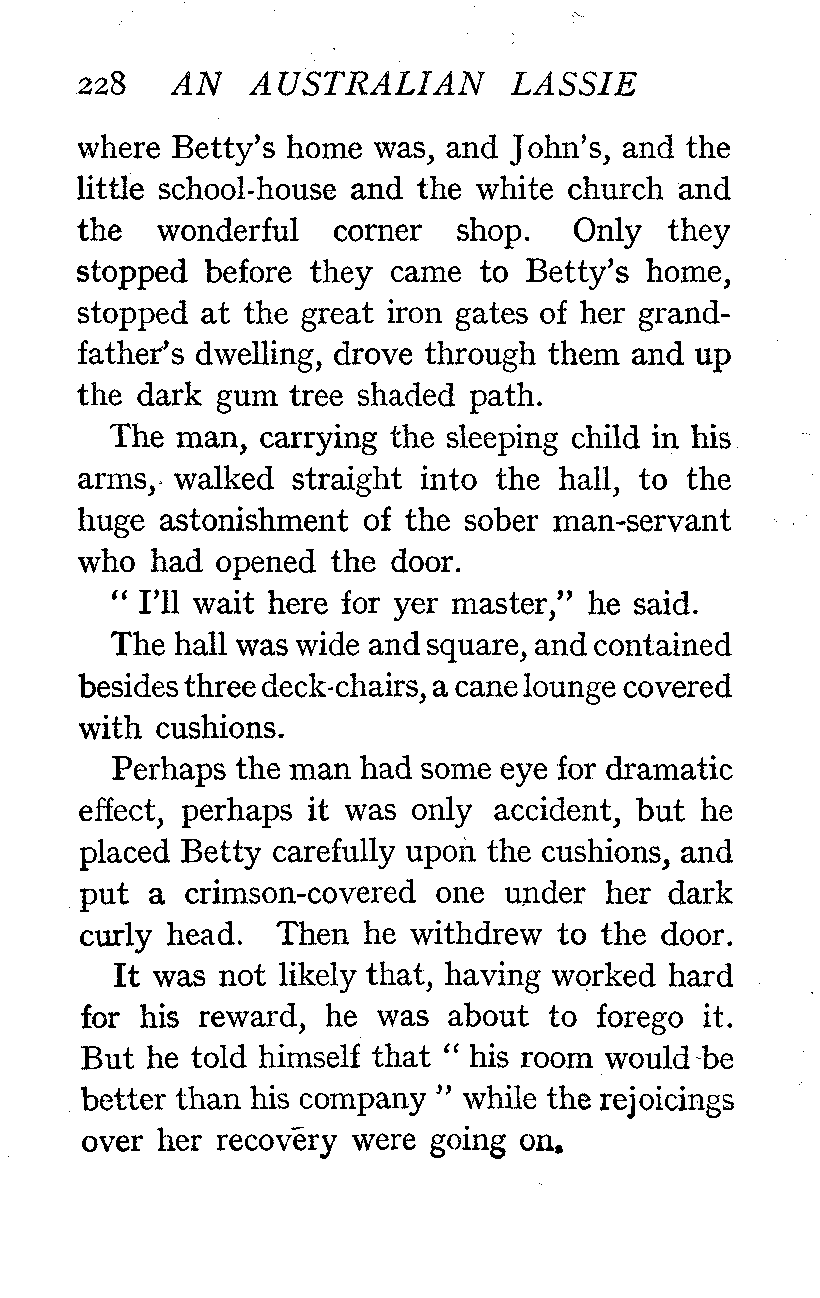 228 AN AUSTRALIAN LASSIE
where Betty's home was, and John's, and the
little school-house and the white church and
the wonderful corner shop. Only they
stopped before they came to Betty's home,
stopped at the great iron gates of her grand-
father's dwelling, drove through them and up
the dark gum tree shaded path.
The man, carrying the sleeping child in his
arms, walked straight into the hall, to the
huge astonishment of the sober man-servant
who had opened the door.
" I'll wait here for yer master," he said.
The hall was wide and square, and contained
besides three deck-chairs, a cane lounge covered
with cushions.
Perhaps the man had some eye for dramatic
effect, perhaps it was only accident, but he
placed Betty carefully upon the cushions, and
put a crimson-covered one under her dark
curly head. Then he withdrew to the door.
It was not likely that, having worked hard
for his reward, he was about to forego it.
But he told himself that " his room would be
better than his company " while the rejoicings
over her recovery were going on.